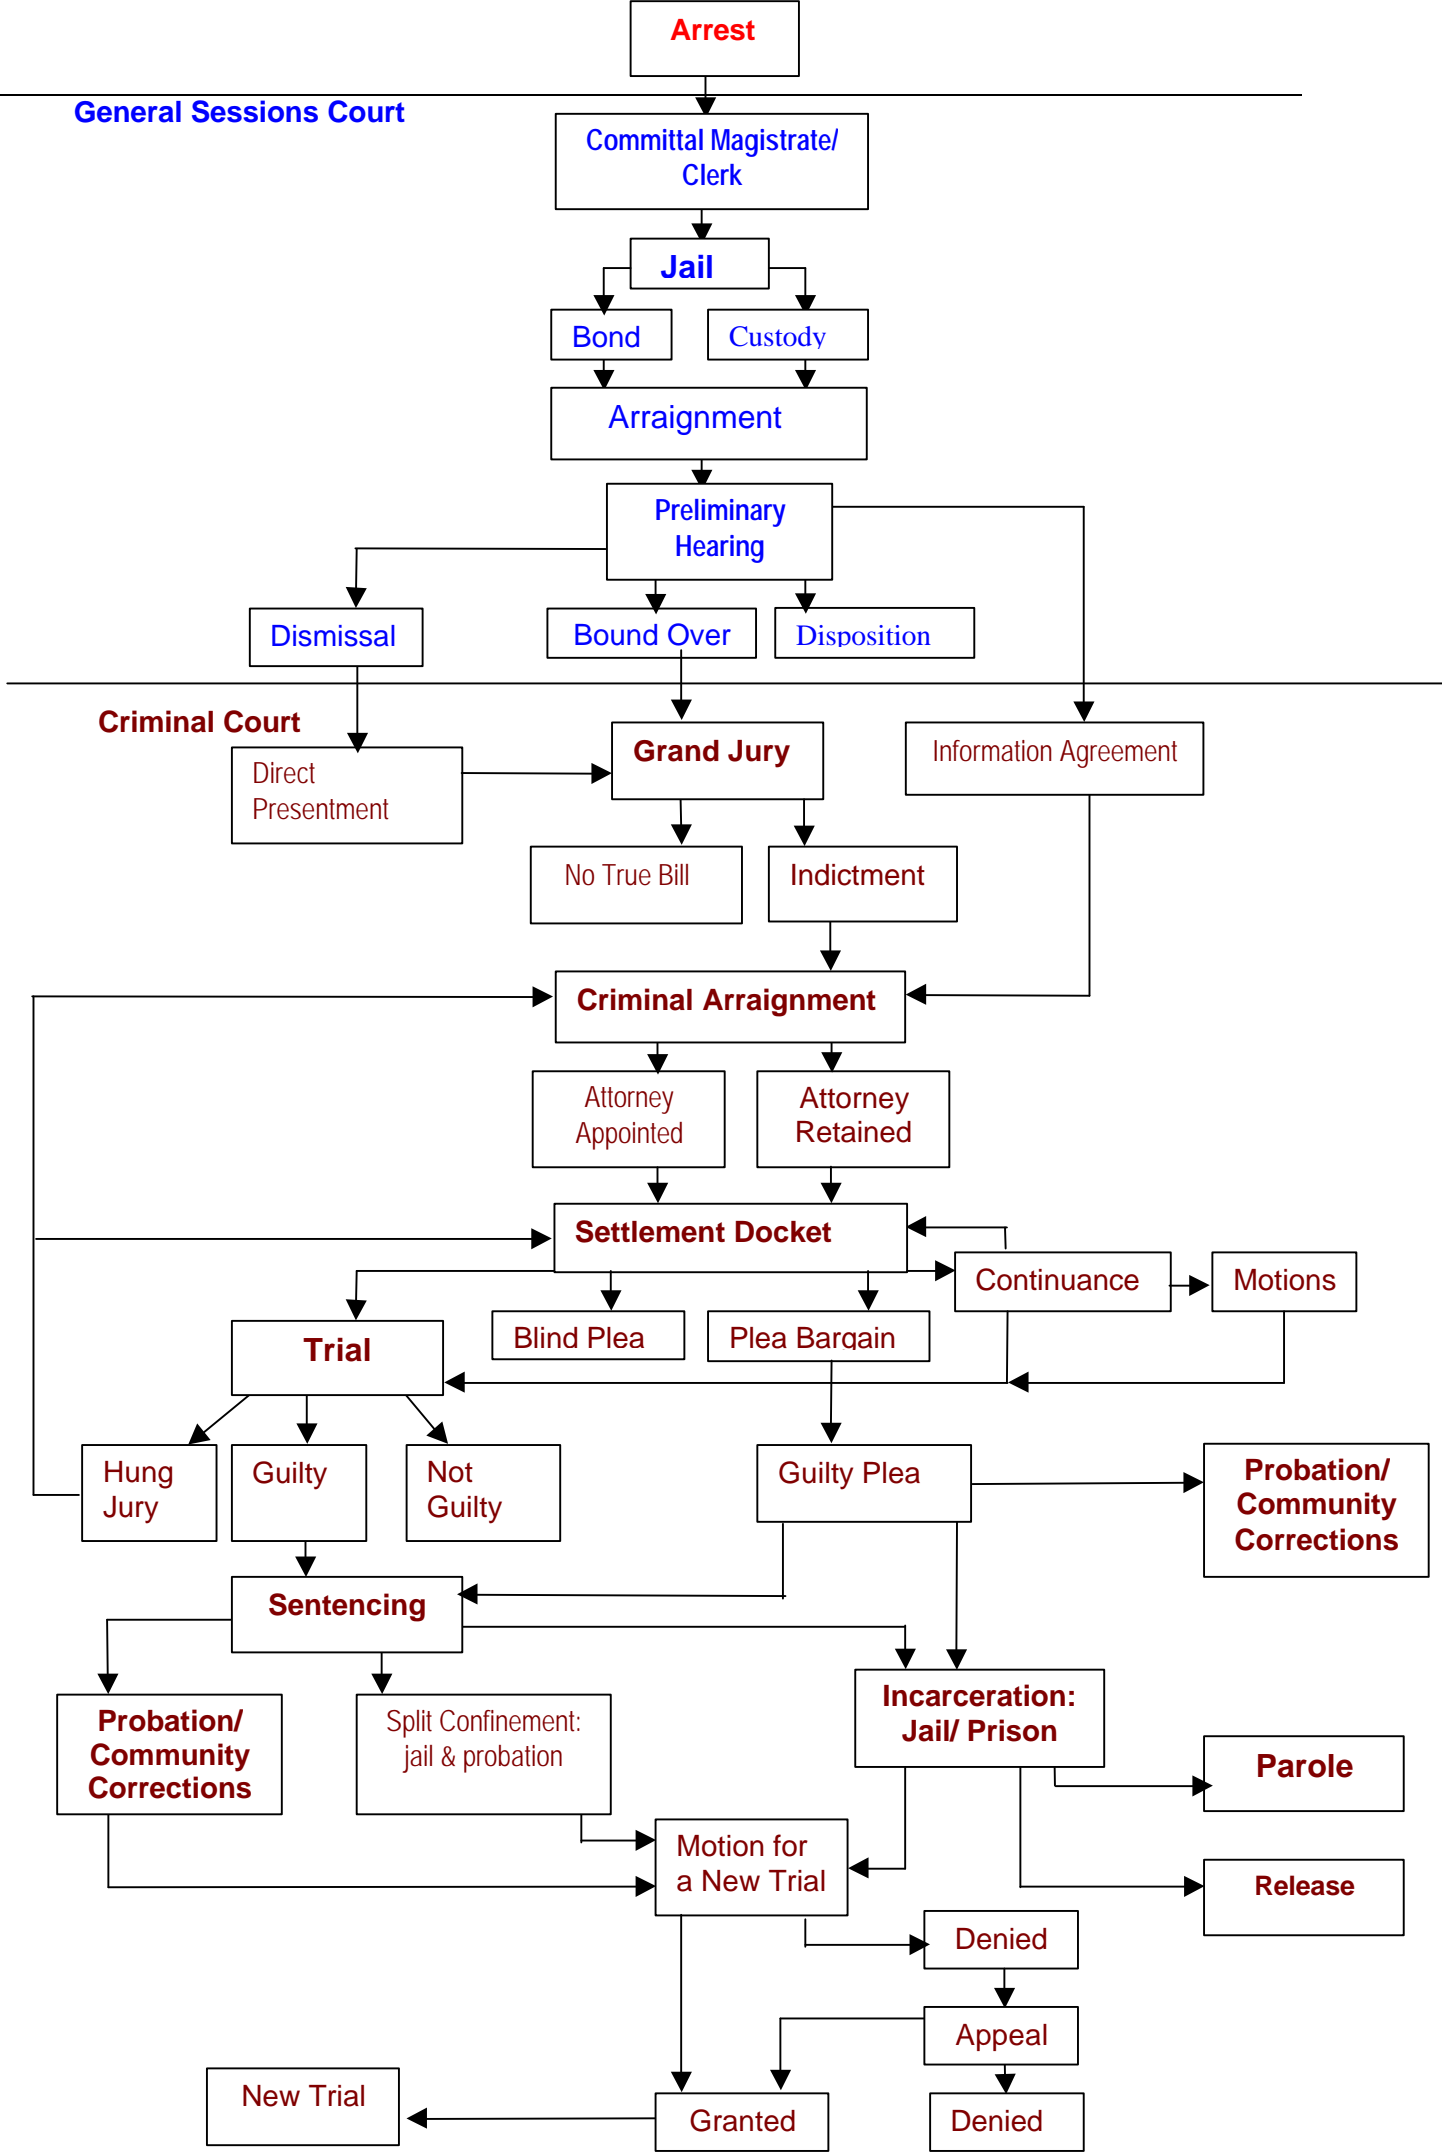 Arrest
General Sessions Court
Committal Magistrate/
Clerk
Jail
Bond
Custody
Arraignment
Preliminary
Hearing
Dismissal
Bound Over
Disposition
Criminal Court
Direct
Presentment
Grand Jury
Information Agreement
No True Bill
Indictment
Criminal Arraignment
Attorney
Appointed
Attorney
Retained
Settlement Docket
Continuance
Motions
Trial
Blind Plea
Plea Bargain
Hung
Jury
Guilty
Not
Guilty
Guilty Plea
Probation/
Community
Corrections
Sentencing
Probation/
Community
Corrections
Split Confinement:
jail & probation
Incarceration:
Jail/ Prison
Parole
Motion for
a New Trial
Release
Denied
Appeal
New Trial
Granted
Denied